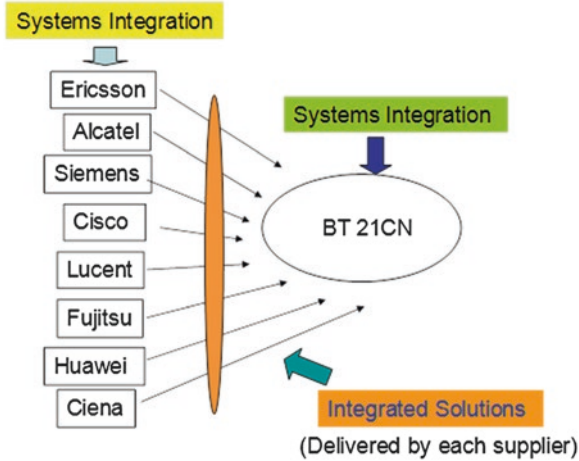 Systems Integration
Ericsson
Alcatel
Siemens
Cisco
Lucent
Fujitsu
Huawei
Ciena
Systems Integration
BT 21CN
Integrated Solutions
(Delivered by each supplier)